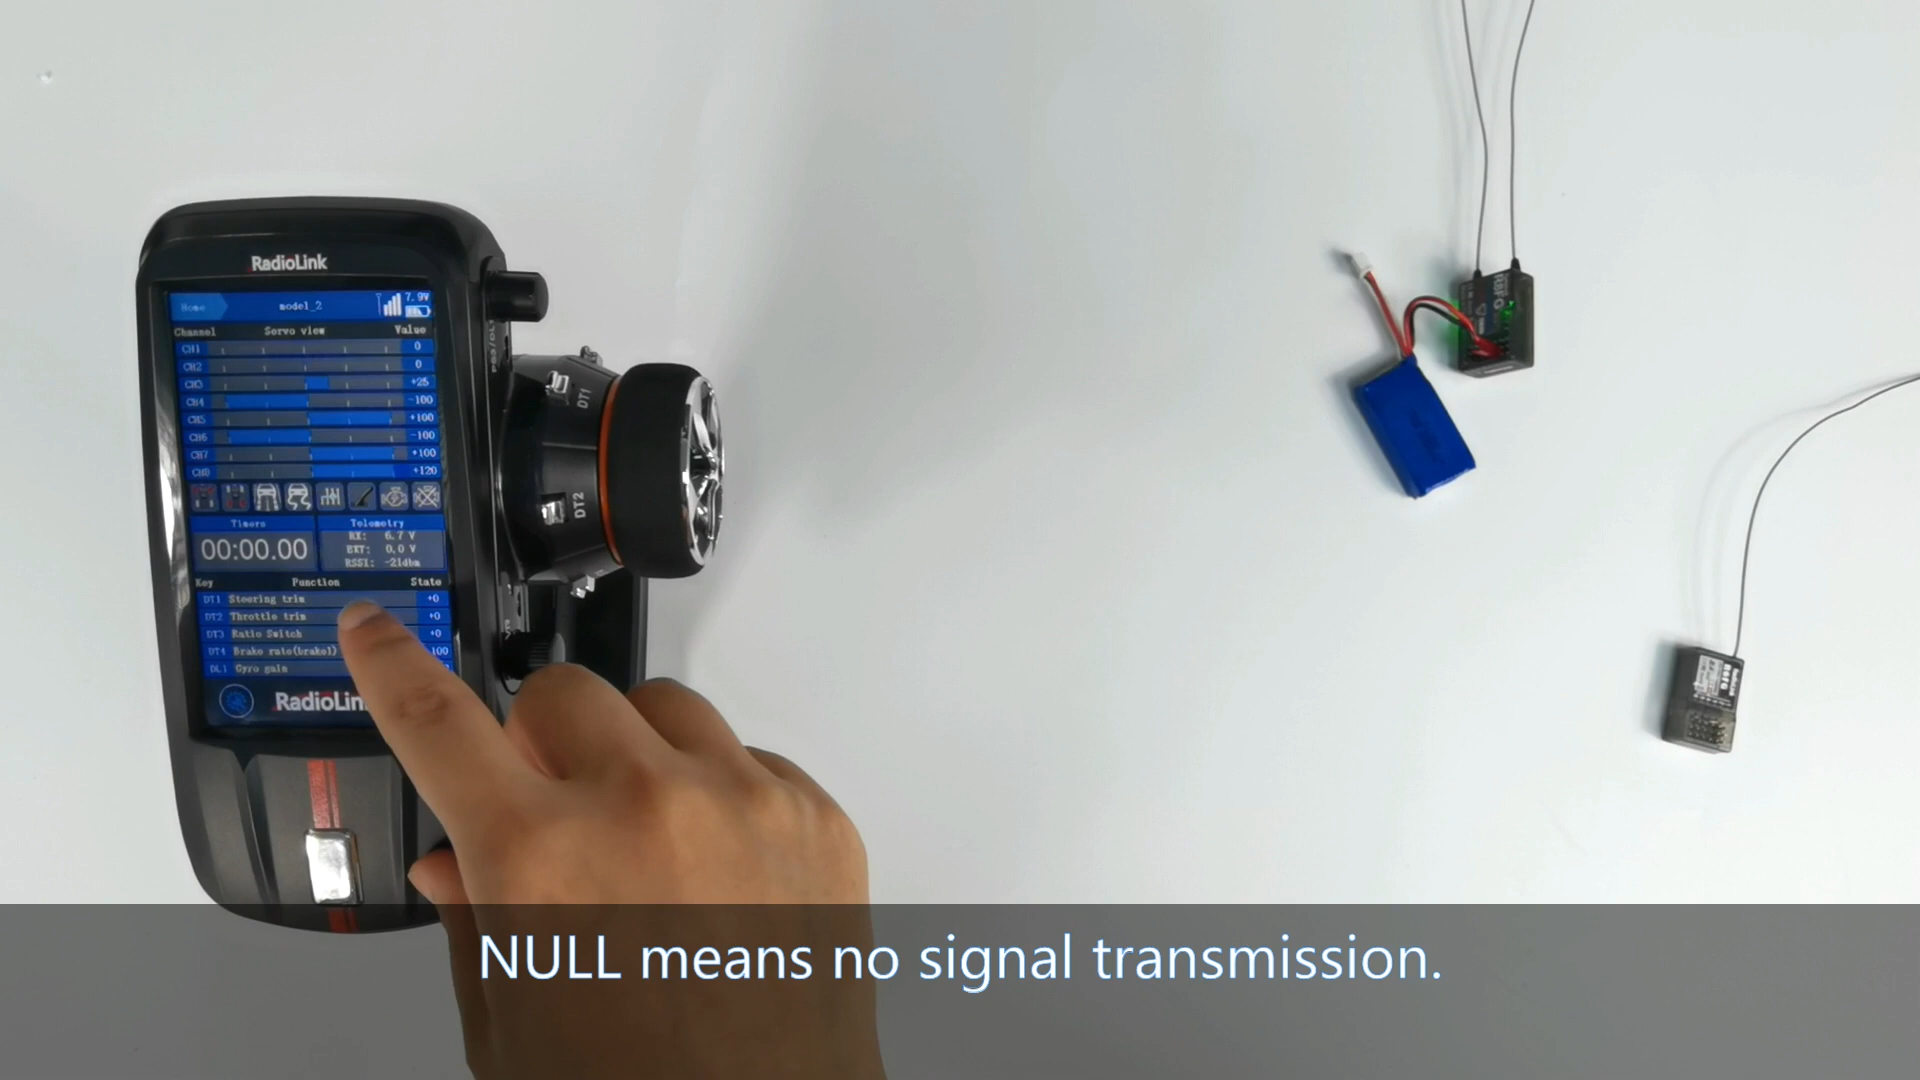 RadioLink
Home model_2 7.9V
Channel Servo view Value
CH1 0
CH2 0
CH3 +25
CH4 -100
CH5 +100
CH6 -100
CH7 +100
CH8 +120
Timers Telemetry
00:00.00
RX: 6.7 V
EXT: 0.0 V
RSSI: -21dbm
Key Function State
DT1 Steering trim +0
DT2 Throttle trim +0
DT3 Ratio Switch +0
DT4 Brake rate(brake1) 100
DL1 Gyro gain
RadioLink
DT1
DT2
R8FG
NULL means no signal transmission.